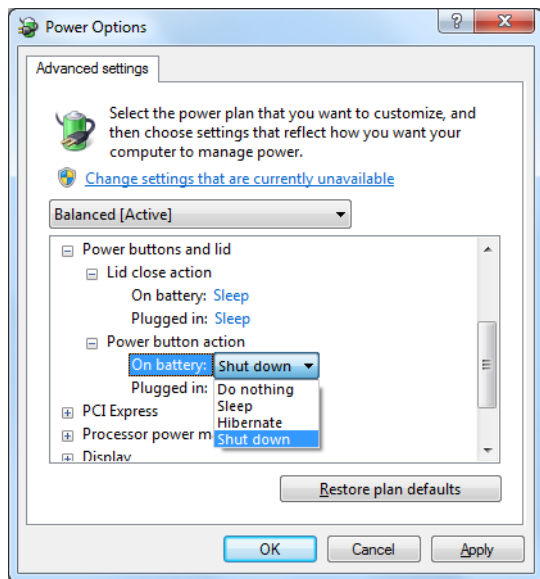 Power Options
Advanced settings
Select the power plan that you want to customize, and
then choose settings that reflect how you want your
computer to manage power.
Change settings that are currently unavailable
Balanced [Active]
Power buttons and lid
Lid close action
On battery: Sleep
Plugged in: Sleep
Power button action
On battery: Shut down
Plugged in:
Do nothing
Sleep
Hibernate
Shut down
PCI Express
Processor power m
Display
Restore plan defaults
OK Cancel Apply